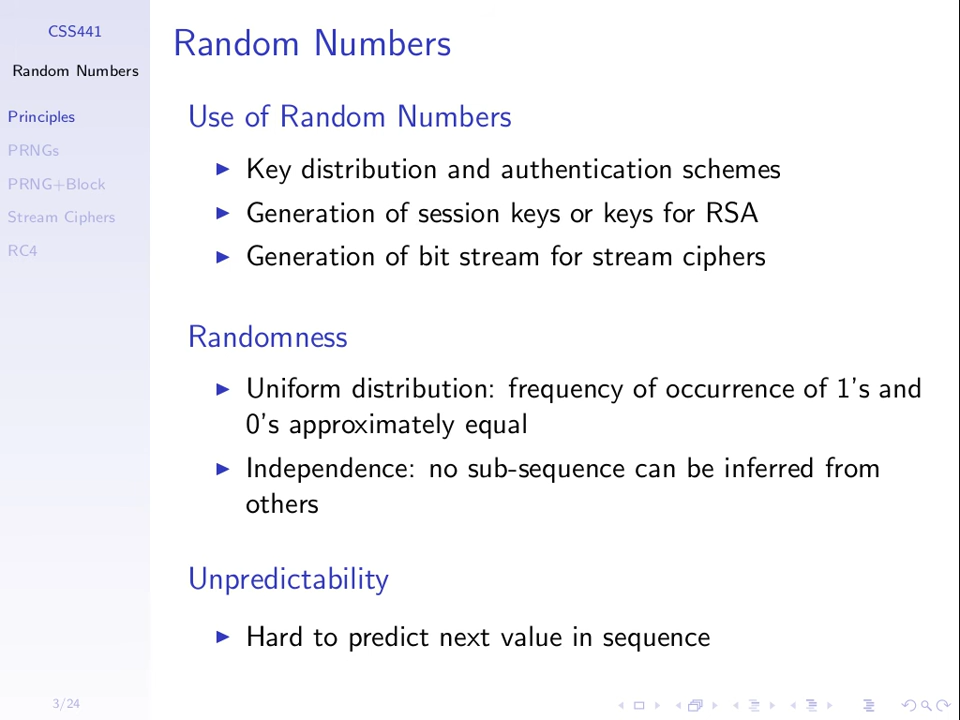 CSS441
Random Numbers
Principles
PRNGs
PRNG+Block
Stream Ciphers
RC4
Random Numbers
Use of Random Numbers
Key distribution and authentication schemes
Generation of session keys or keys for RSA
Generation of bit stream for stream ciphers
Randomness
Uniform distribution: frequency of occurrence of 1's and
0's approximately equal
Independence: no sub-sequence can be inferred from
others
Unpredictability
Hard to predict next value in sequence
3/24